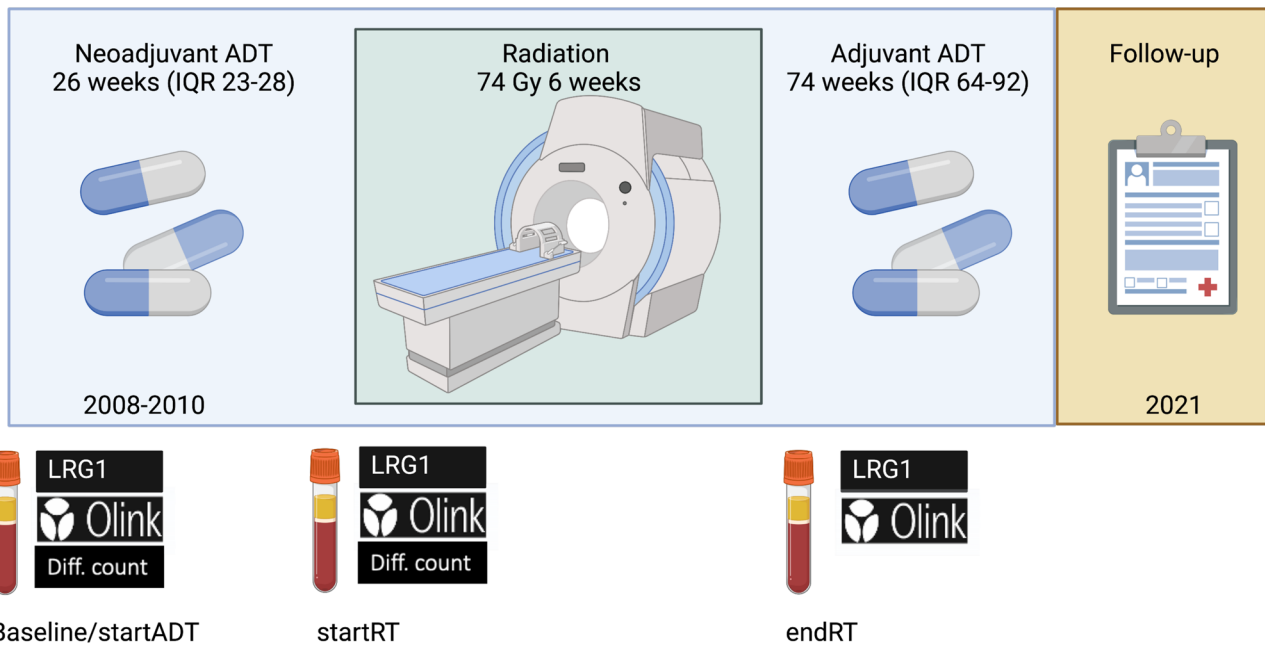 Neoadjuvant ADT
26 weeks (IQR 23-28)
Radiation
74 Gy 6 weeks
Adjuvant ADT
74 weeks (IQR 64-92)
Follow-up
2008-2010
2021
LRG1
Olink
Diff. count
LRG1
Olink
Diff. count
LRG1
Olink
Baseline/startADT
startRT
endRT